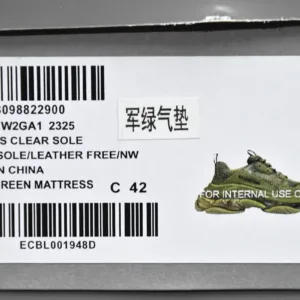 098822900
W2GA1 2325
S CLEAR SOLE
SOLE/LEATHER FREE/NW
N CHINA
REEN MATTRESS C 42
军绿气垫
FOR INTERNAL USE O
ECBL001948D